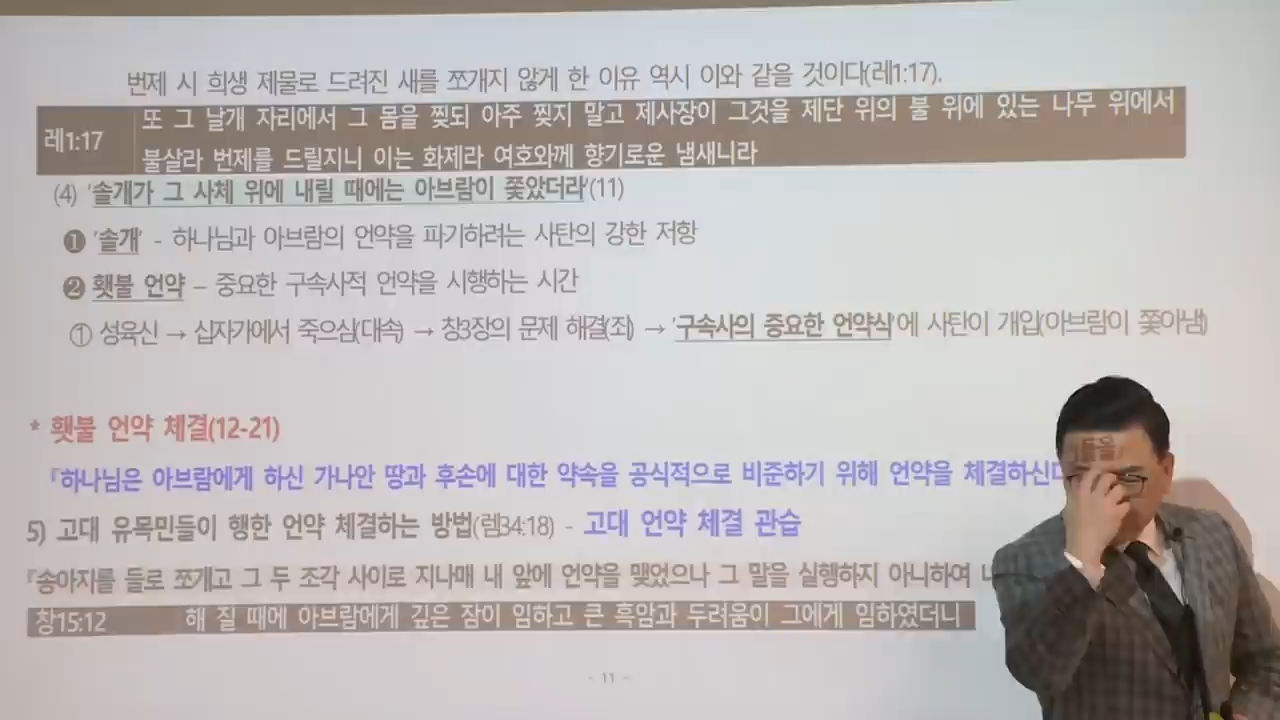 번제 시 희생 제물로 드려진 새를 쪼개지 않게 한 이유 역시 이와 같을 것이다(레1:17).
레1:17 또 그 날개 자리에서 그 몸을 찢되 아주 찢지 말고 제사장이 그것을 제단 위의 불 위에 있는 나무 위에서
불살라 번제를 드릴지니 이는 화제라 여호와께 향기로운 냄새니라
(4) '솔개가 그 사체 위에 내릴 때에는 아브람이 쫓았더라'(11)
❶ '솔개' - 하나님과 아브람의 언약을 파기하려는 사탄의 강한 저항
❷ 횃불 언약 – 중요한 구속사적 언약을 시행하는 시간
① 성육신 → 십자가에서 죽으심(대속) → 창3장의 문제 해결(죄) → '구속사의 중요한 언약식'에 사탄이 개입(아브람이 쫓아냄)
* 횃불 언약 체결(12-21)
『하나님은 아브람에게 하신 가나안 땅과 후손에 대한 약속을 공식적으로 비준하기 위해 언약을 체결하신
5) 고대 유목민들이 행한 언약 체결하는 방법(렘34:18) - 고대 언약 체결 관습
『송아지를 둘로 쪼개고 그 두 조각 사이로 지나매 내 앞에 언약을 맺었으나 그 말을 실행하지 아니하여
창15:12 해 질 때에 아브람에게 깊은 잠이 임하고 큰 흑암과 두려움이 그에게 임하였더니
- 11 -